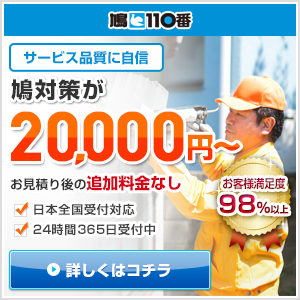 鳩110番
サービス品質に自信
鳩対策が
20,000円～
お見積り後の追加料金なし
お客様満足度
98%以上
日本全国受付対応
24時間365日受付中
詳しくはコチラ